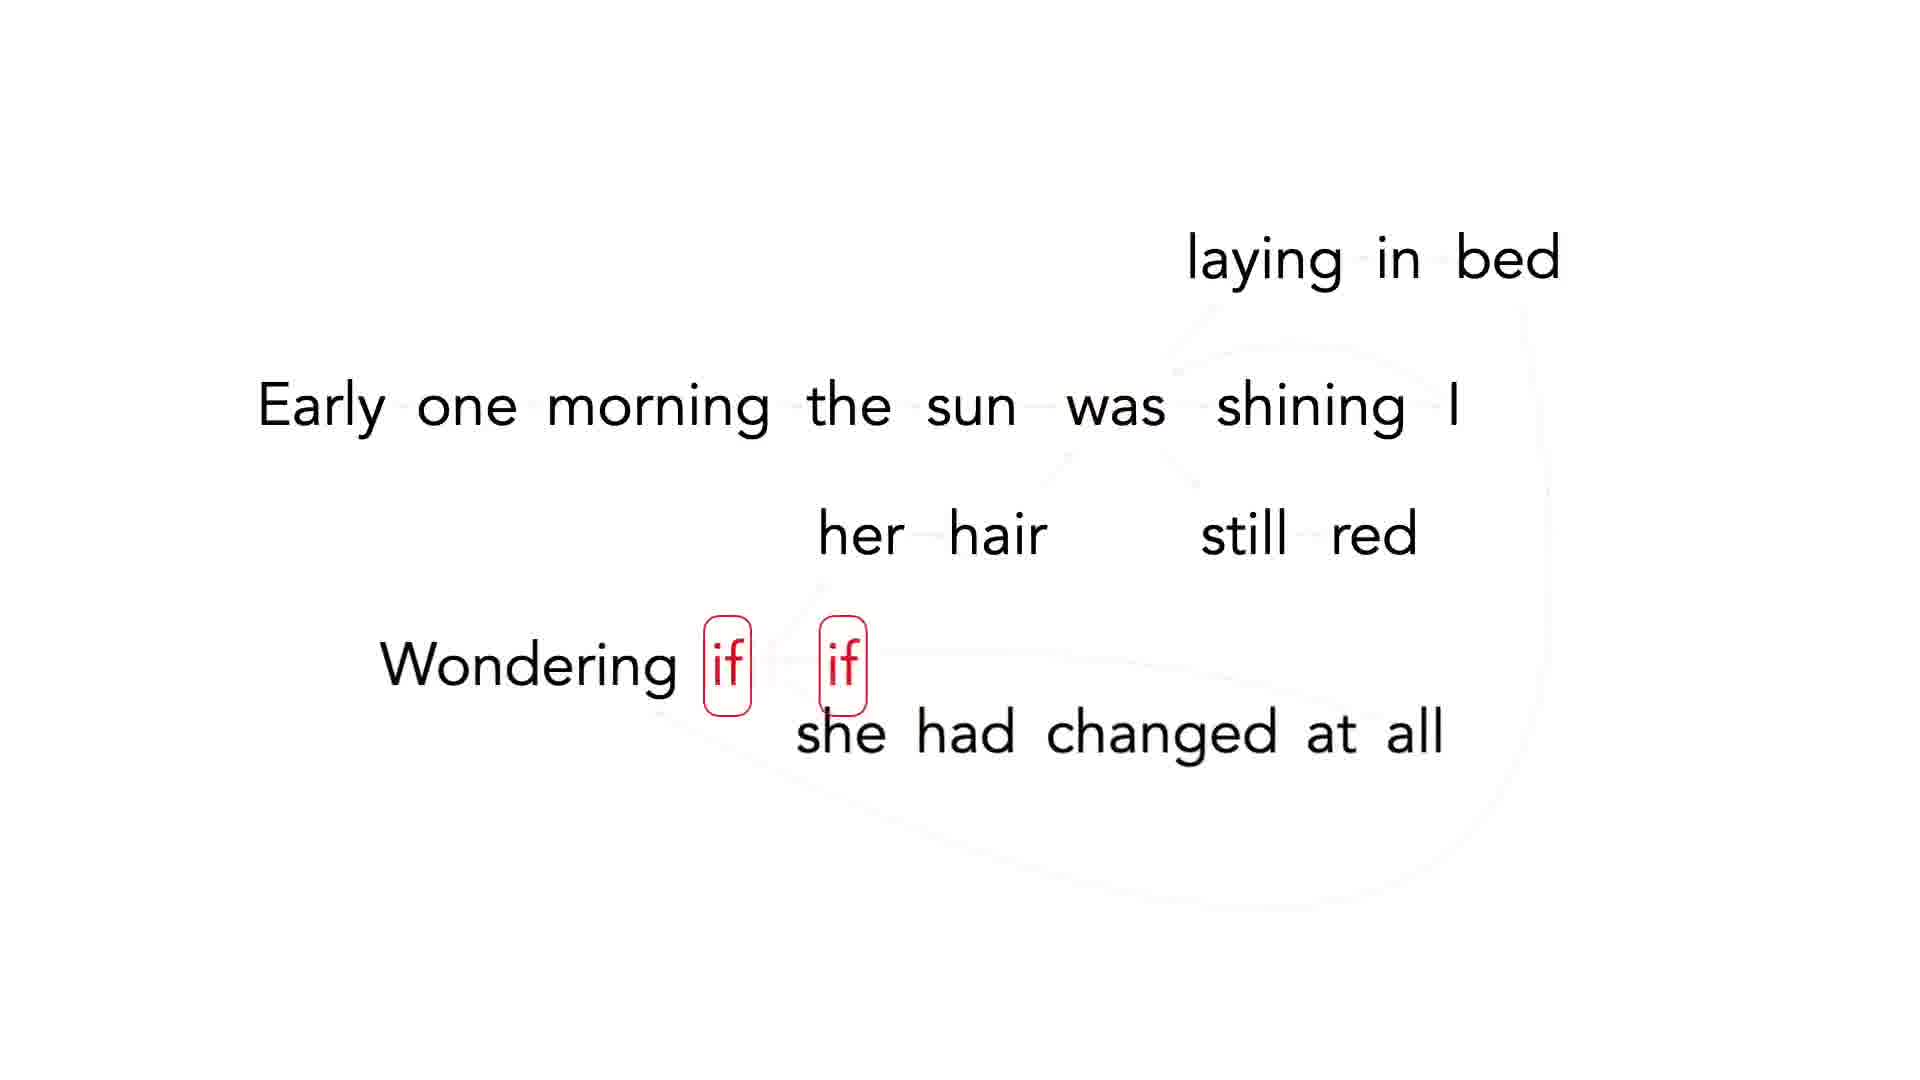 laying in bed
Early one morning the sun was shining I
her hair still red
Wondering if if
she had changed at all